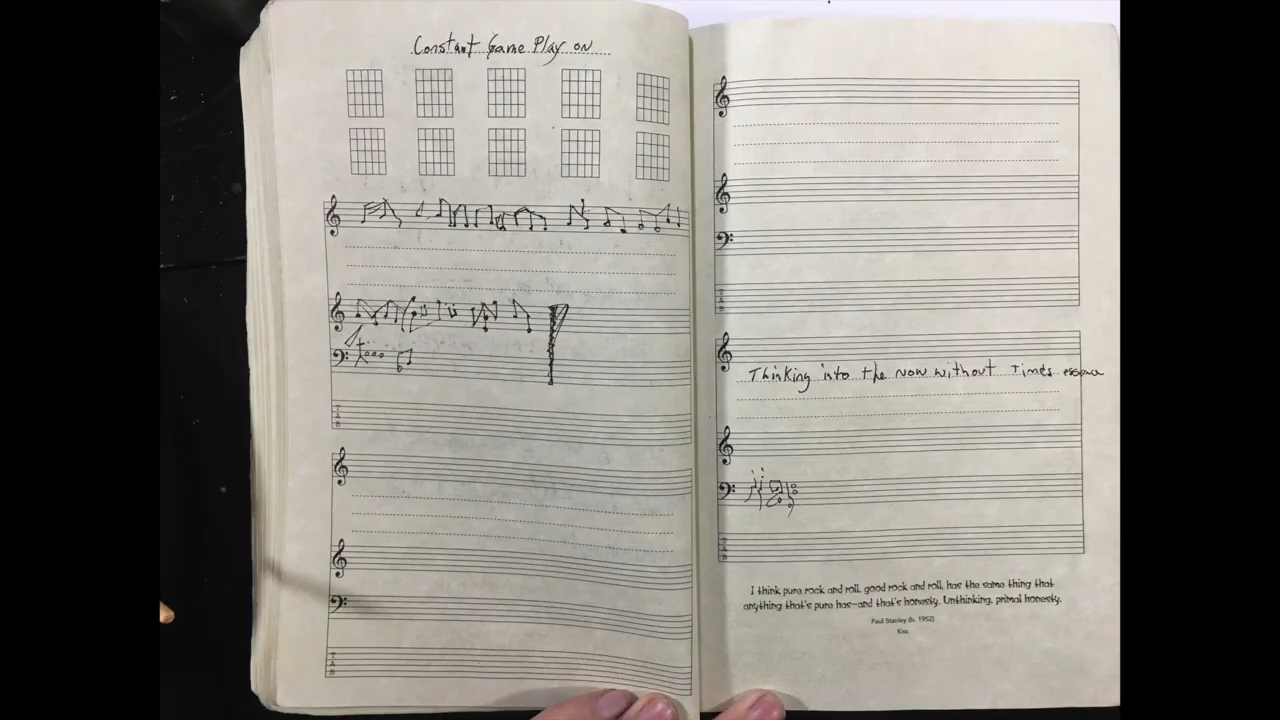 Constant Game Play on
T
A
B
T
A
B
T
A
B
Thinking into the now without Times essence
T
A
B
I think pure rock and roll, good rock and roll, has the same thing that
anything that's pure has—and that's honesty. Unthinking, primal honesty.
Paul Stanley (b. 1952)
Kiss